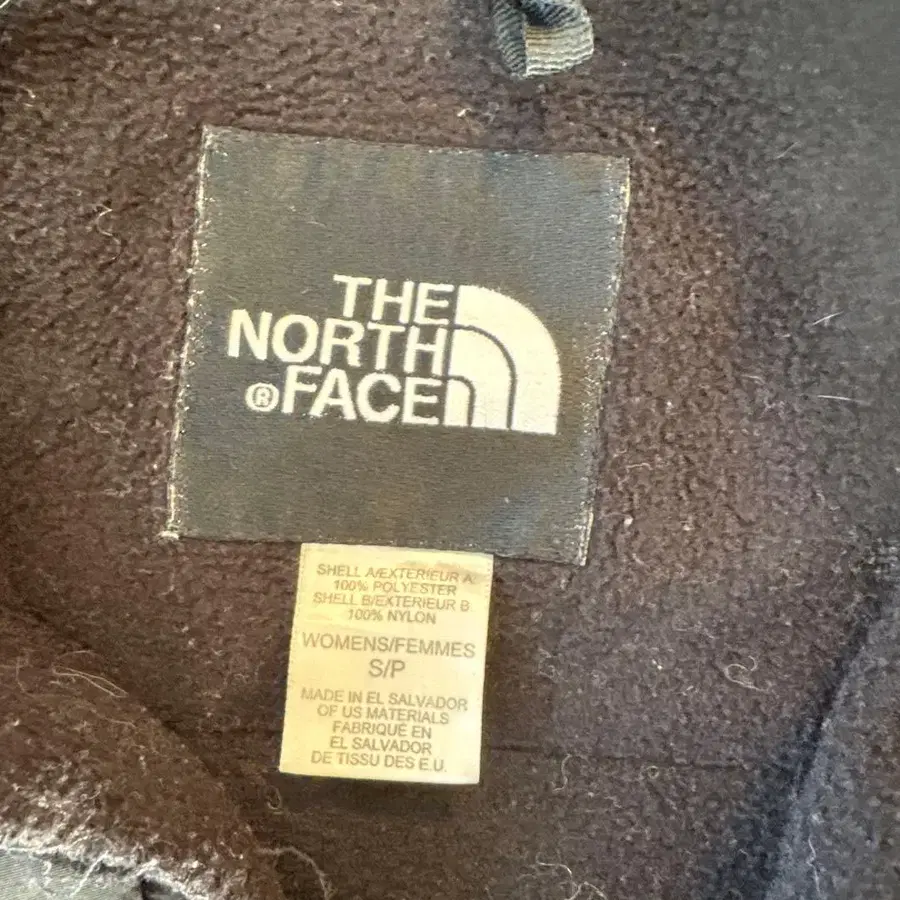 THE
NORTH
®FACE
SHELL A/EXTERIEUR A
100% POLYESTER
SHELL B/EXTERIEUR B
100% NYLON
WOMENS/FEMMES
S/P
MADE IN EL SALVADOR
OF US MATERIALS
FABRIQUÉ EN
EL SALVADOR
DE TISSU DES E.U.